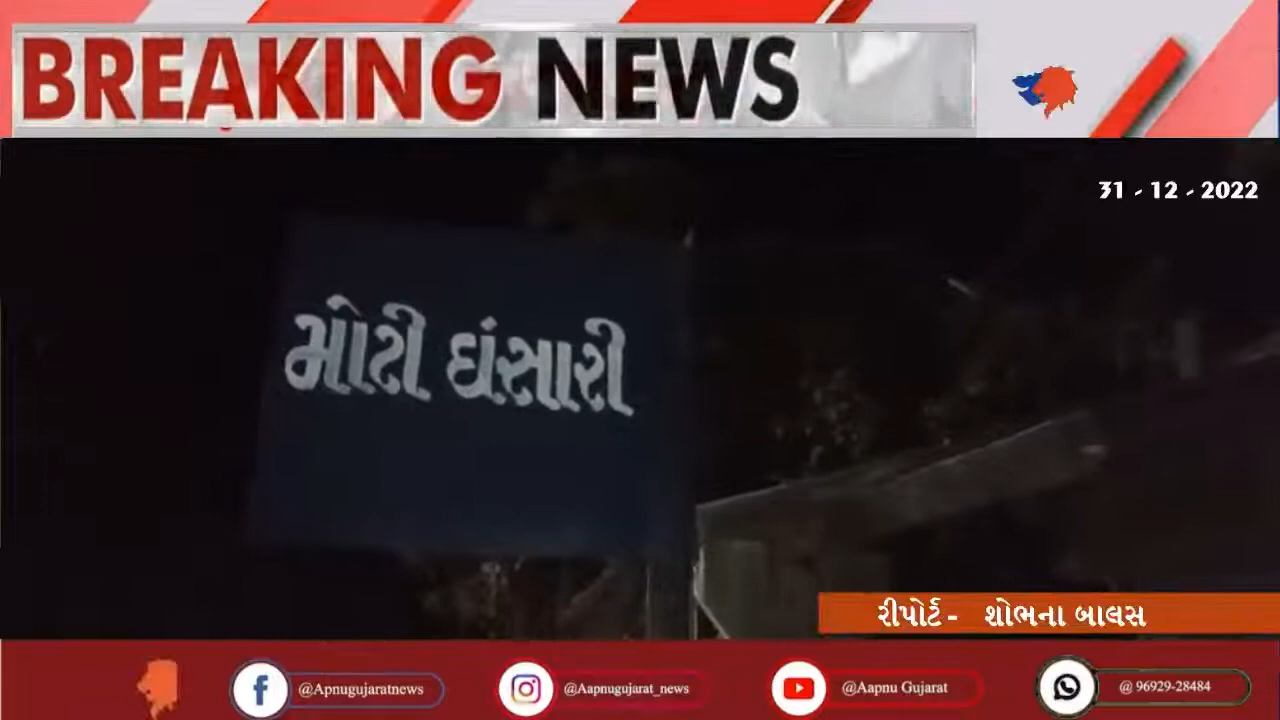 BREAKING NEWS
31 - 12 - 2022
મોટી ઘંસારી
રીપોર્ટ - શોભના બાલસ
@Apnugujaratnews
@Aapnugujarat_news
@Aapnu Gujarat
@ 96929-28484